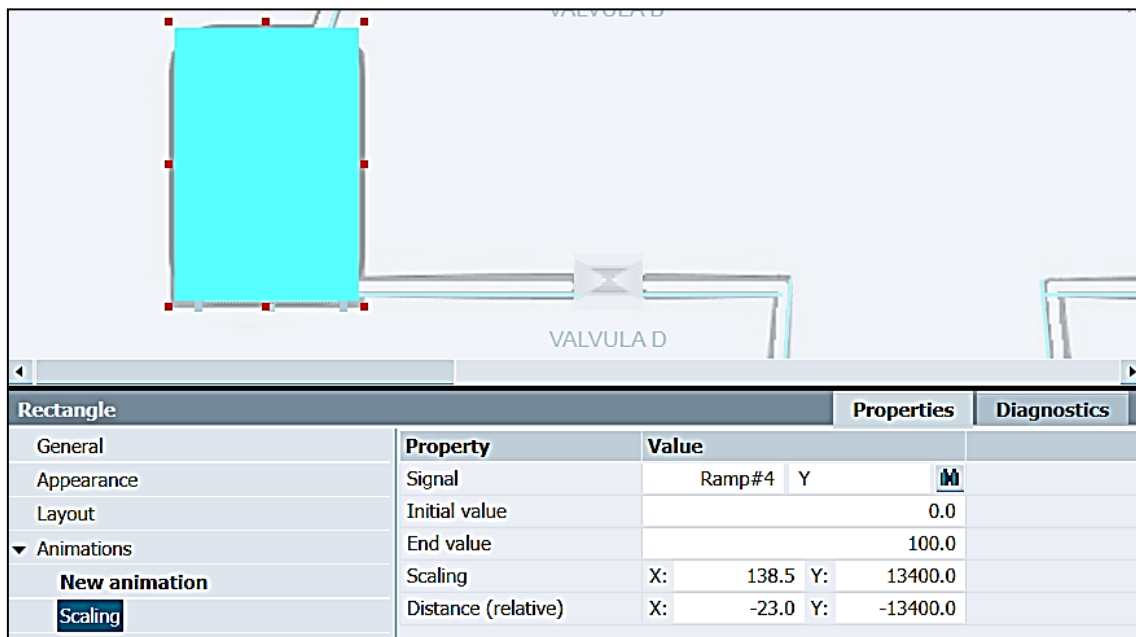 VALVULA B
VALVULA D
Rectangle Properties Diagnostics
General
Appearance
Layout
Animations
New animation
Scaling
Property Value
Signal Ramp#4 Y
Initial value 0.0
End value 100.0
Scaling X: 138.5 Y: 13400.0
Distance (relative) X: -23.0 Y: -13400.0